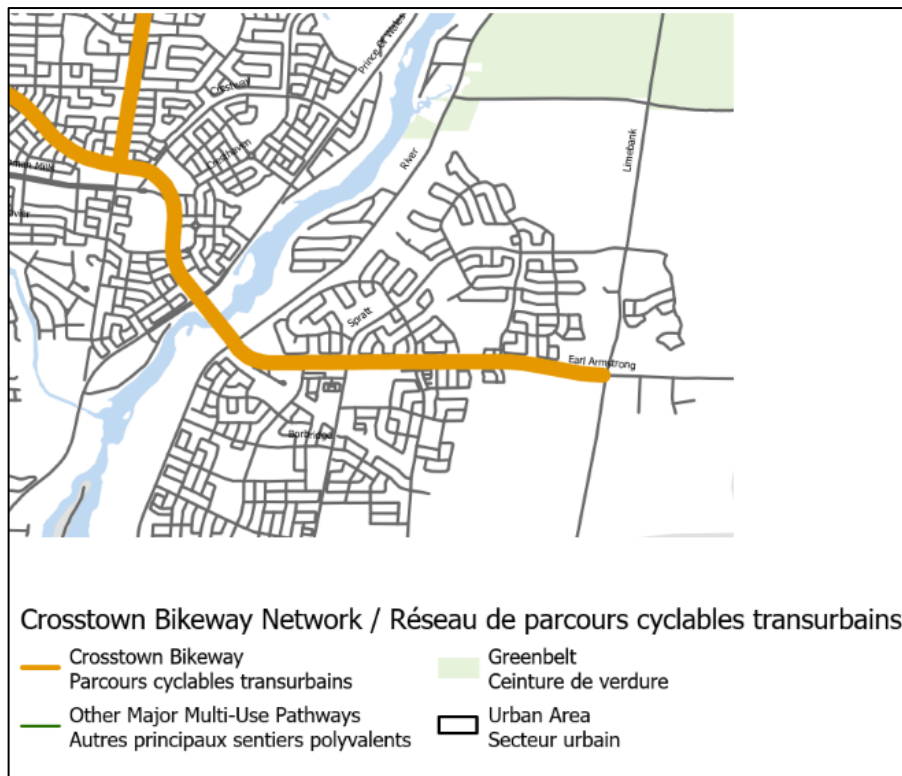 Prince Of Wales
Crestway
Limebank
Cresthaven
River
Spratt
Earl Armstrong
Borbridge
Crosstown Bikeway Network / Réseau de parcours cyclables transurbains
Crosstown Bikeway
Parcours cyclables transurbains
Other Major Multi-Use Pathways
Autres principaux sentiers polyvalents
Greenbelt
Ceinture de verdure
Urban Area
Secteur urbain